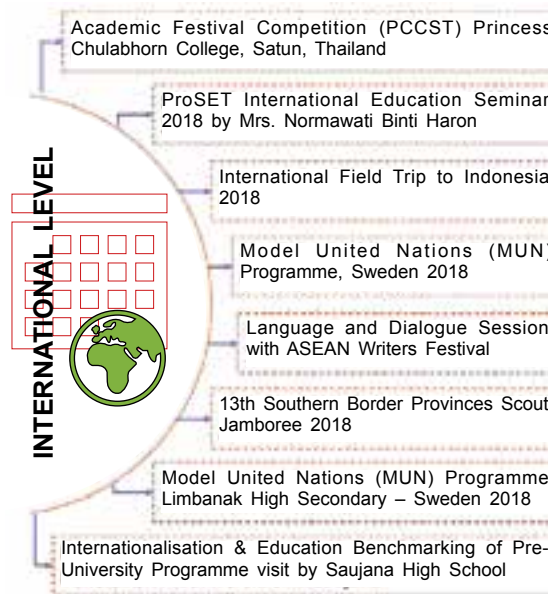 Academic Festival Competition (PCCST) Princess
Chulabhorn College, Satun, Thailand
ProSET International Education Seminar
2018 by Mrs. Normawati Binti Haron
International Field Trip to Indonesia
2018
Model United Nations (MUN)
Programme, Sweden 2018
Language and Dialogue Session
with ASEAN Writers Festival
13th Southern Border Provinces Scout
Jamboree 2018
Model United Nations (MUN) Programme
Limbanak High Secondary – Sweden 2018
Internationalisation & Education Benchmarking of Pre-
University Programme visit by Saujana High School
INTERNATIONAL LEVEL